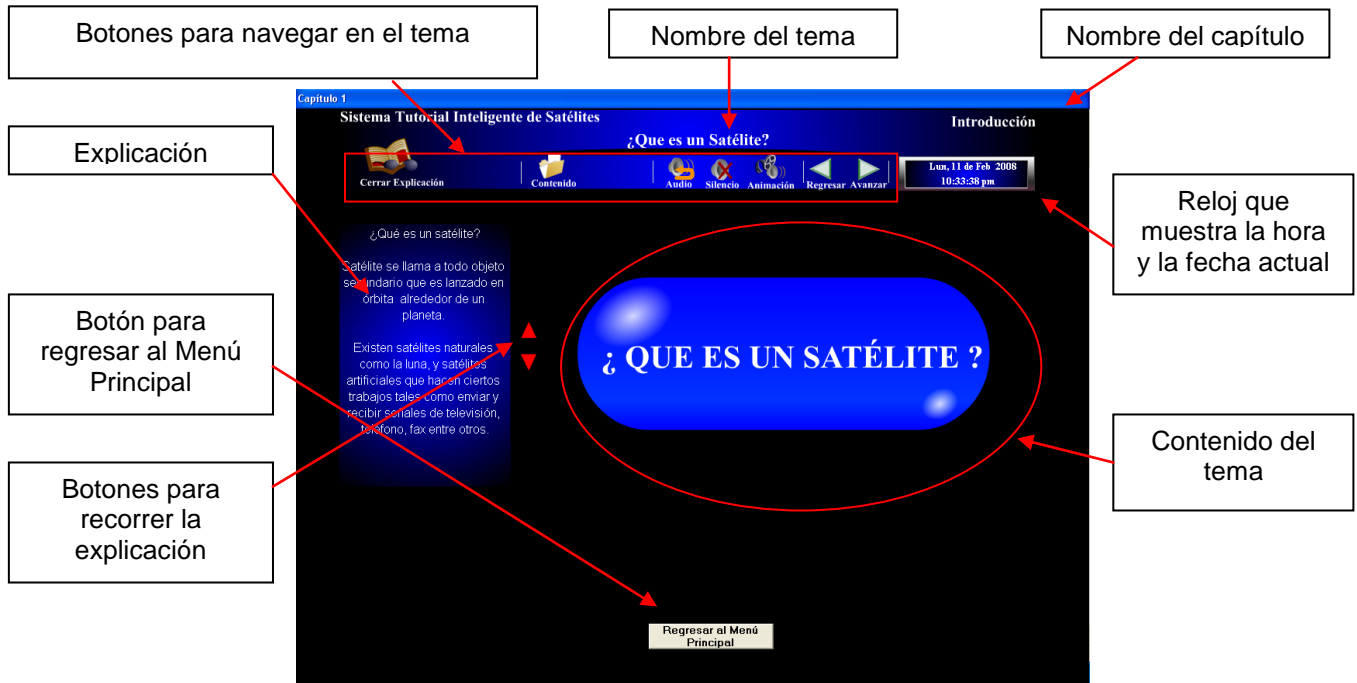 Botones para navegar en el tema
Nombre del tema
Nombre del capítulo
Capítulo 1
Sistema Tutorial Inteligente de Satélites
Introducción
¿Que es un Satélite?
Explicación
Cerrar Explicación
Contenido
Audio
Silencio
Animación
Regresar
Avanzar
Lun, 11 de Feb 2008
10:33:38 pm
Reloj que
muestra la hora
y la fecha actual
¿Qué es un satélite?
Satélite se llama a todo objeto
secundario que es lanzado en
órbita alrededor de un
planeta.
Existen satélites naturales
como la luna, y satélites
artificiales que hacen ciertos
trabajos tales como enviar y
recibir señales de televisión,
teléfono, fax entre otros.
Botón para
regresar al Menú
Principal
¿ QUE ES UN SATÉLITE ?
Contenido del
tema
Botones para
recorrer la
explicación
Regresar al Menú
Principal